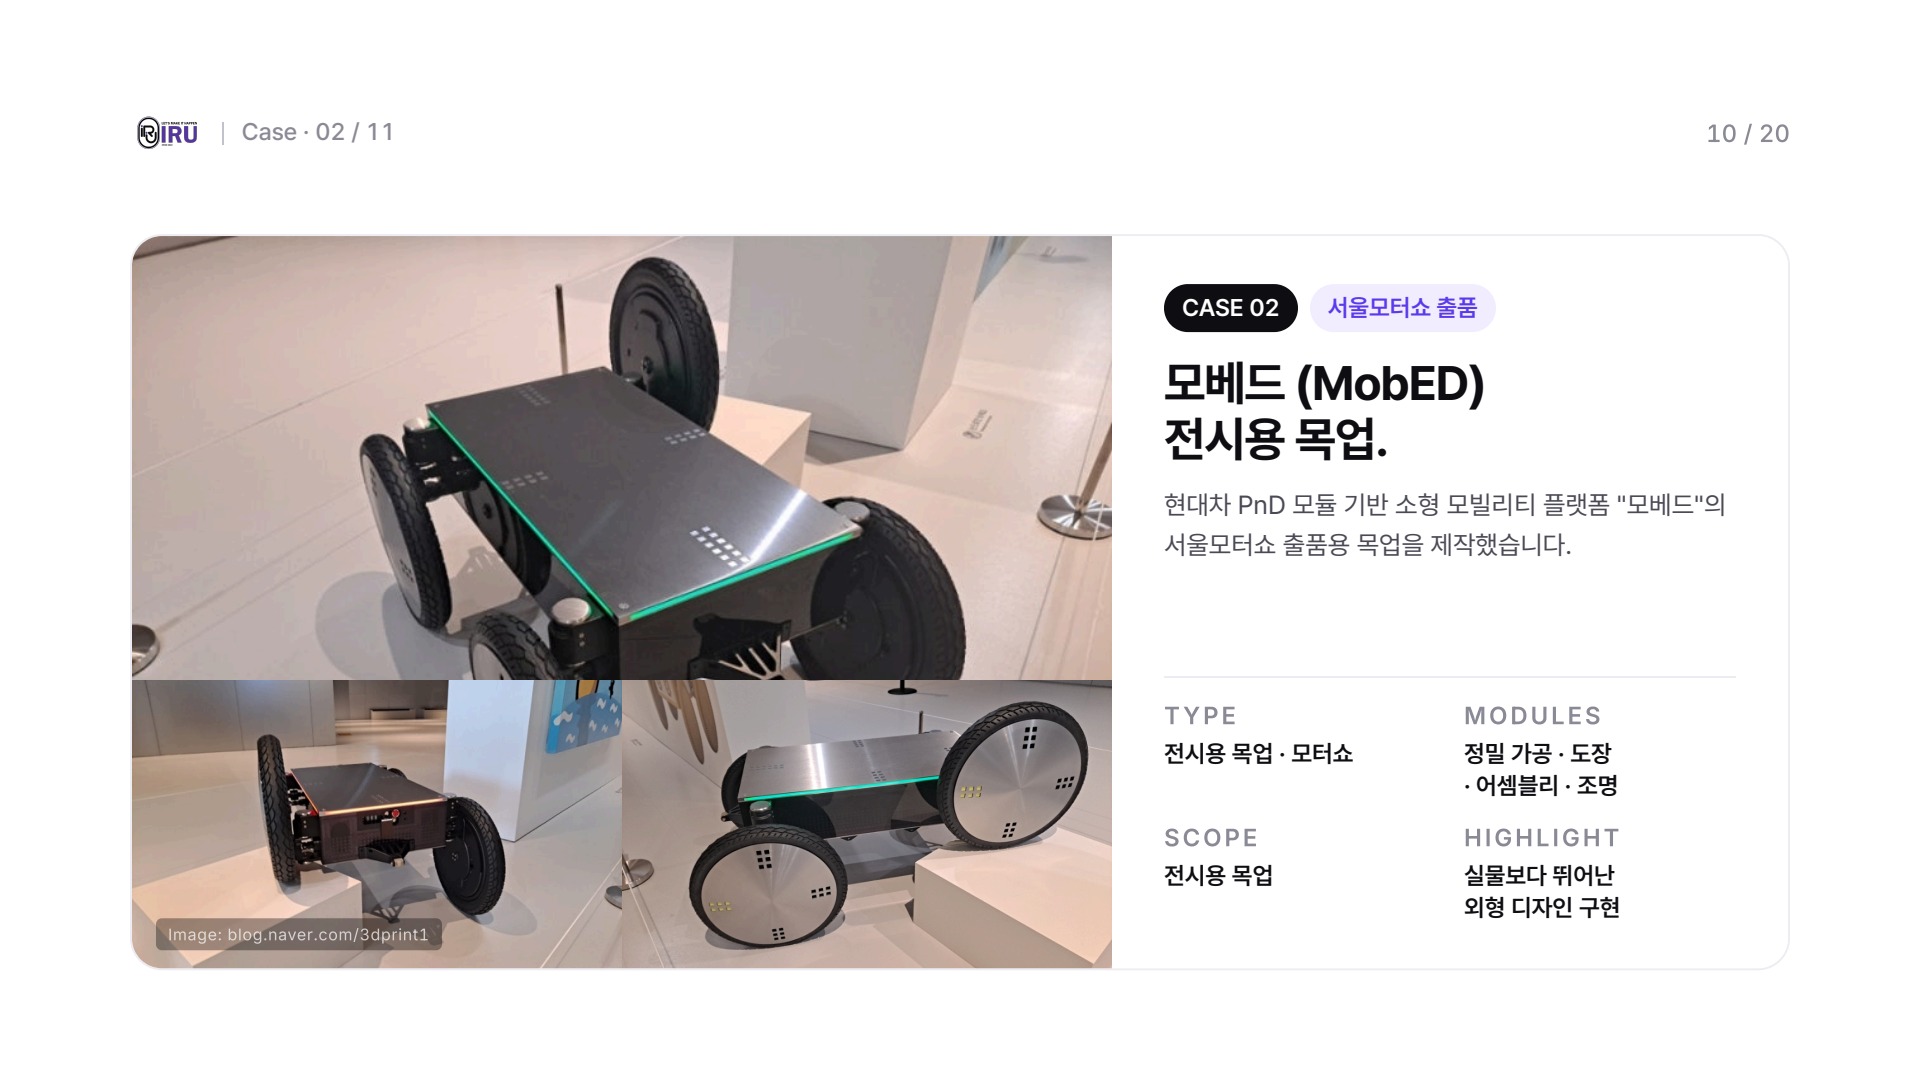 IRU
Case · 02 / 11
10 / 20
CASE 02
서울모터쇼 출품
모베드 (MobED)
전시용 목업.
현대차 PnD 모듈 기반 소형 모빌리티 플랫폼 "모베드"의
서울모터쇼 출품용 목업을 제작했습니다.
TYPE
전시용 목업 · 모터쇼
MODULES
정밀 가공 · 도장
· 어셈블리 · 조명
SCOPE
전시용 목업
HIGHLIGHT
실물보다 뛰어난
외형 디자인 구현
Image: blog.naver.com/3dprint1